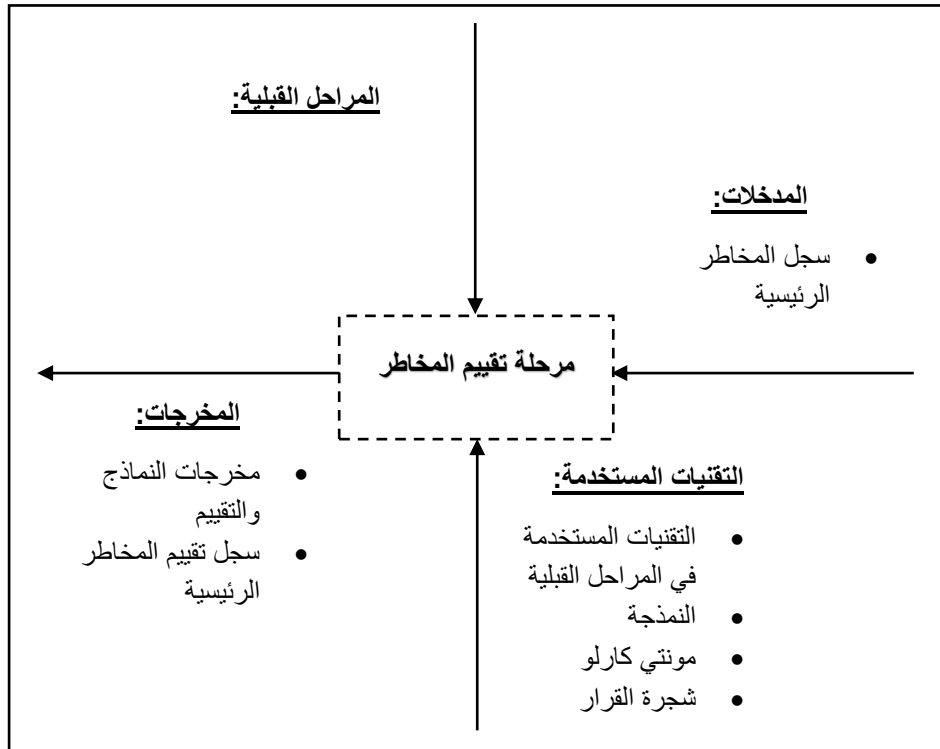 المراحل القبلية:
المدخلات:
سجل المخاطر
الرئيسية
مرحلة تقييم المخاطر
المخرجات:
مخرجات النماذج
والتقييم
سجل تقييم المخاطر
الرئيسية
التقنيات المستخدمة:
التقنيات المستخدمة
في المراحل القبلية
النمذجة
مونتي كارلو
شجرة القرار